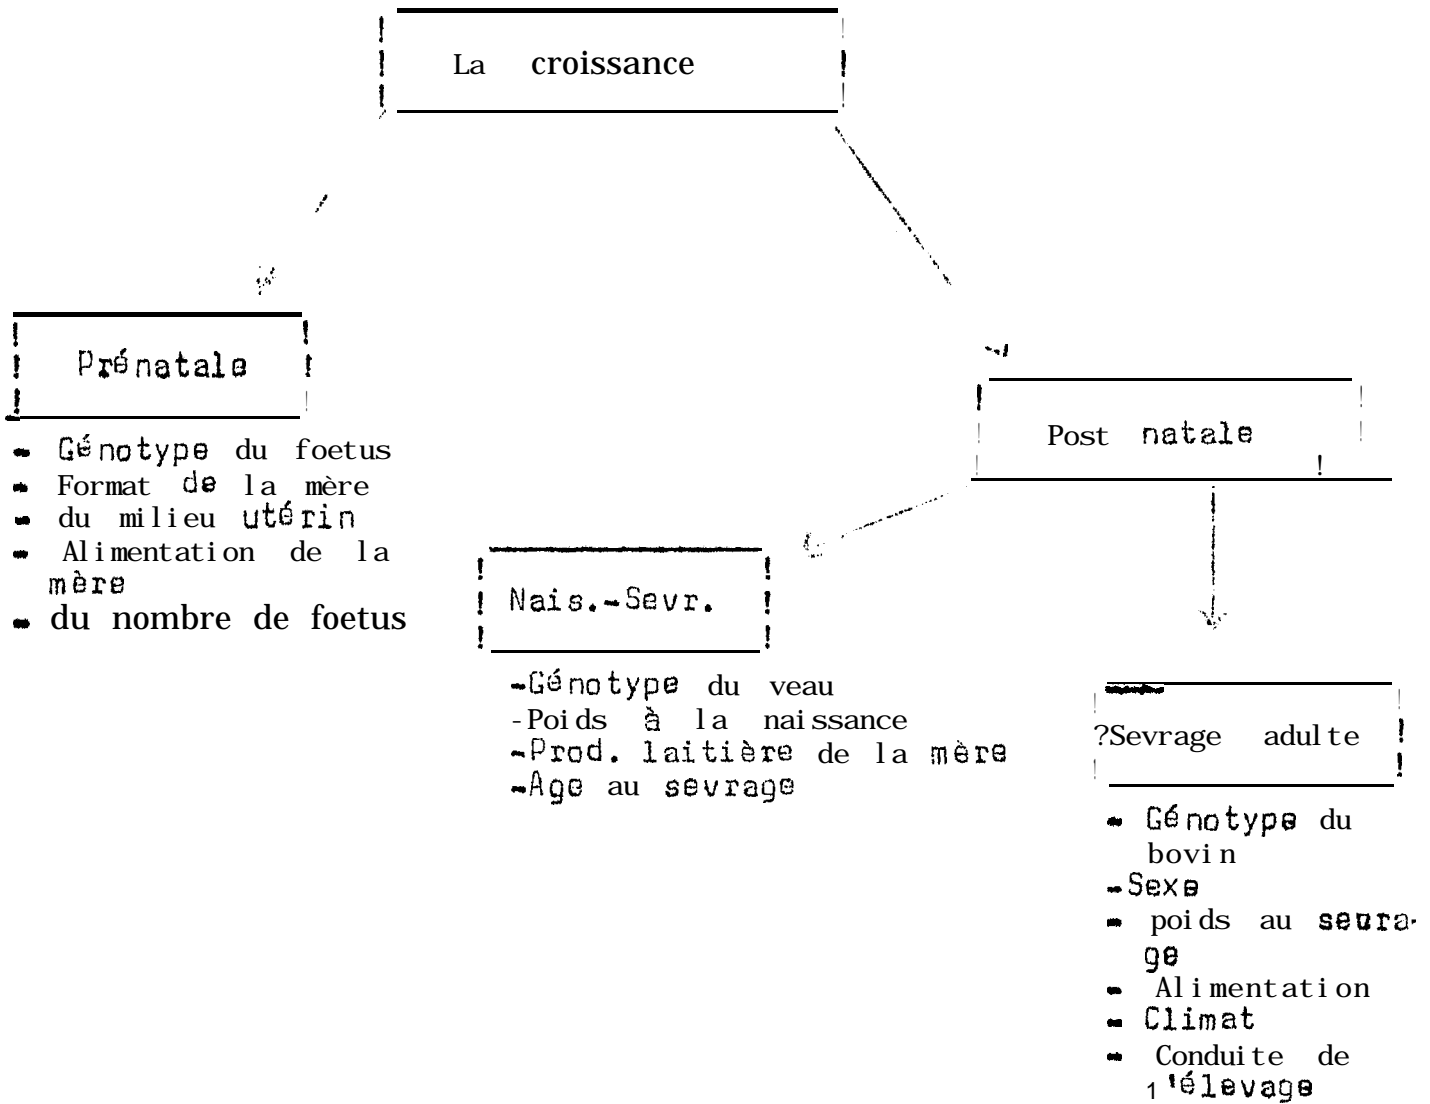 La croissance
Prénatale
- Génotype du foetus
- Format de la mère
- du milieu utérin
- Alimentation de la
mère
- du nombre de foetus
Post natale
Nais.-Sevr.
-Génotype du veau
-Poids à la naissance
-Prod. laitière de la mère
-Age au sevrage
?Sevrage adulte
- Génotype du
bovin
-Sexe
- poids au sevra-
ge
- Alimentation
- Climat
- Conduite de
l'élevage